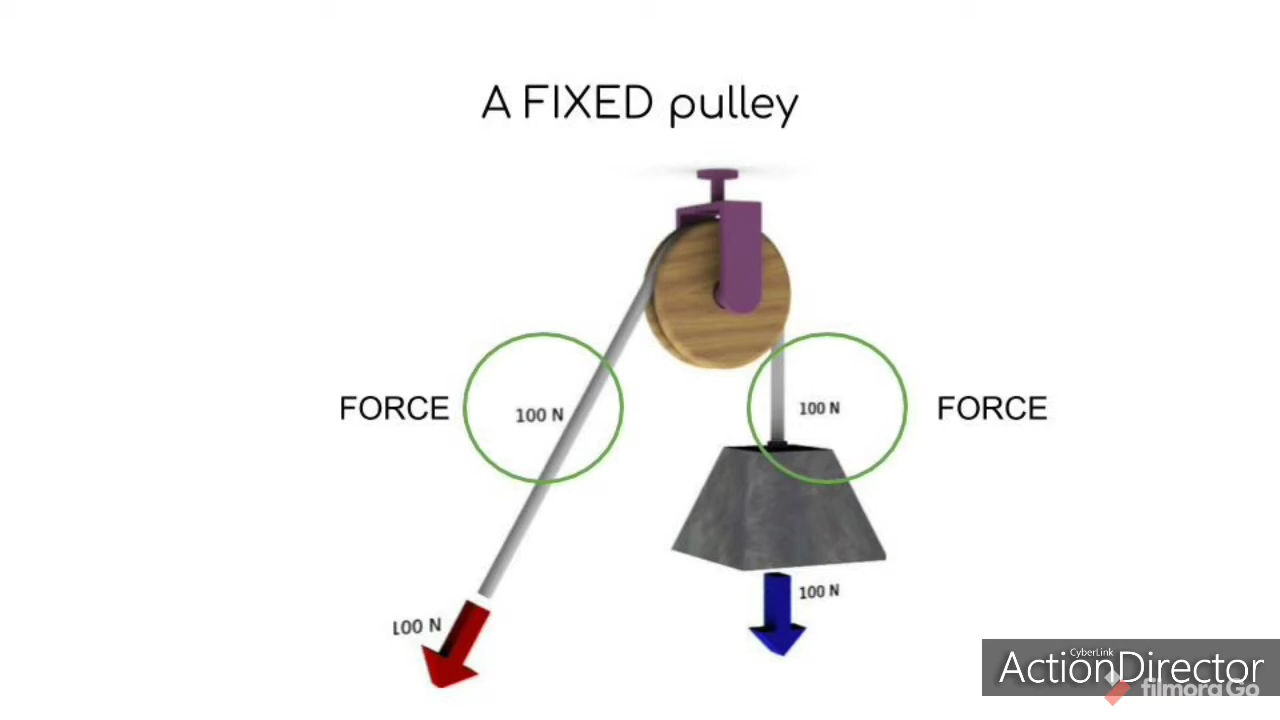 A FIXED pulley
FORCE
100 N
100 N
FORCE
100 N
100 N
CyberLink
ActionDirector
filmora Go